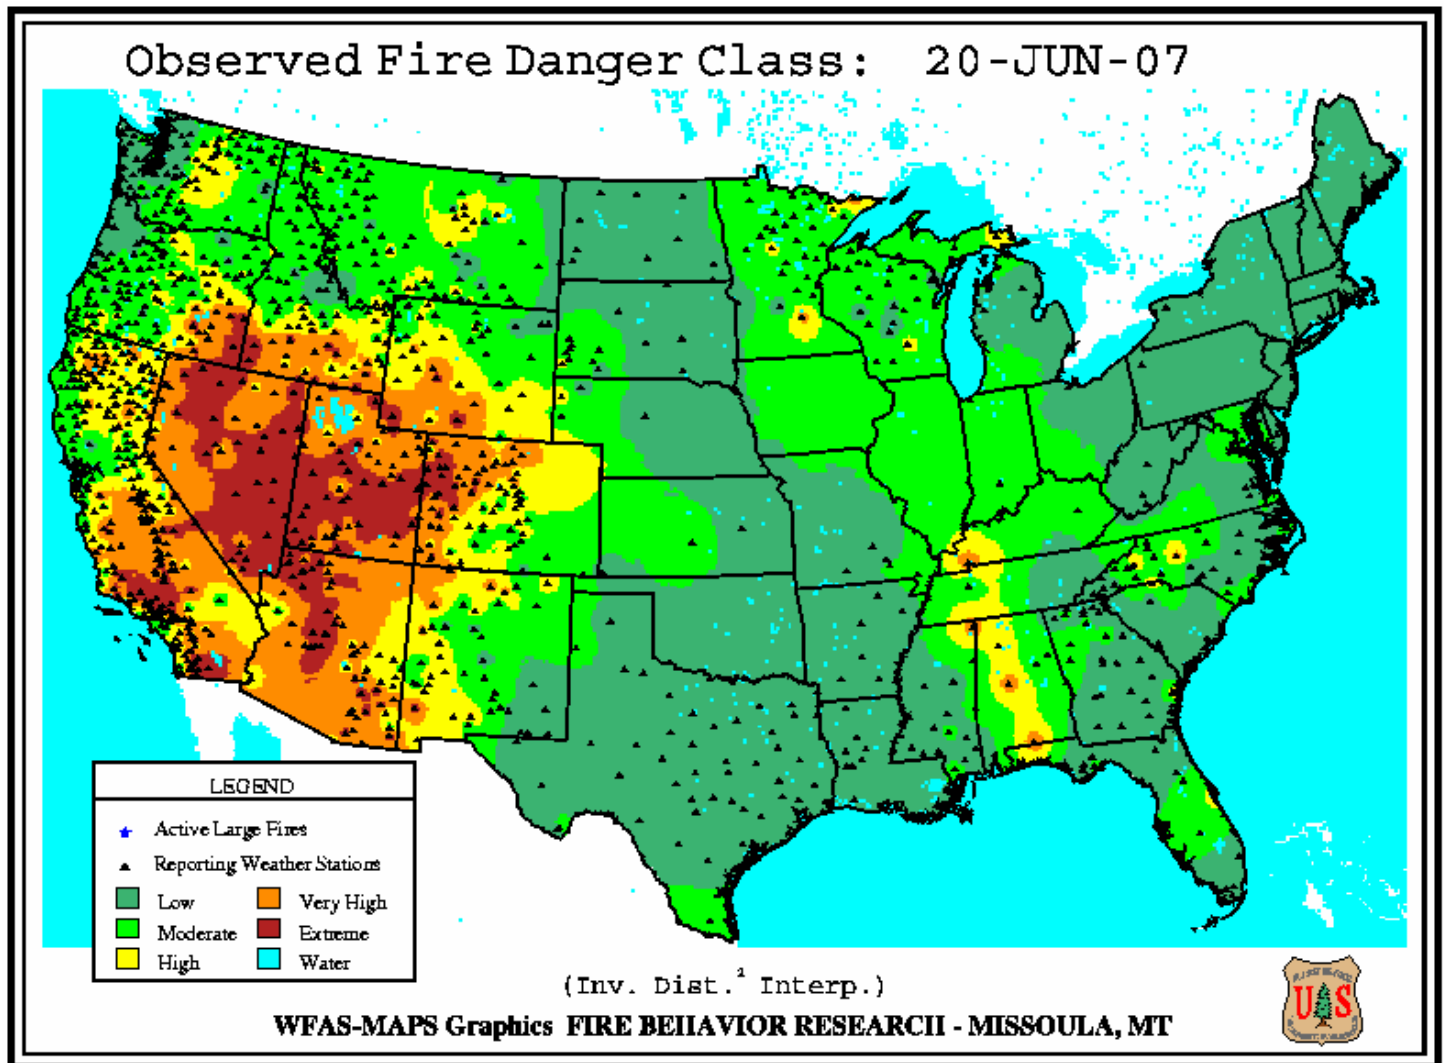 Observed Fire Danger Class: 20-JUN-07
LEGEND
Active Large Fires
Reporting Weather Stations
Low
Very High
Moderate
Extreme
High
Water
(Inv. Dist.² Interp.)
WFAS-MAPS Graphics FIRE BEHAVIOR RESEARCH - MISSOULA, MT
US